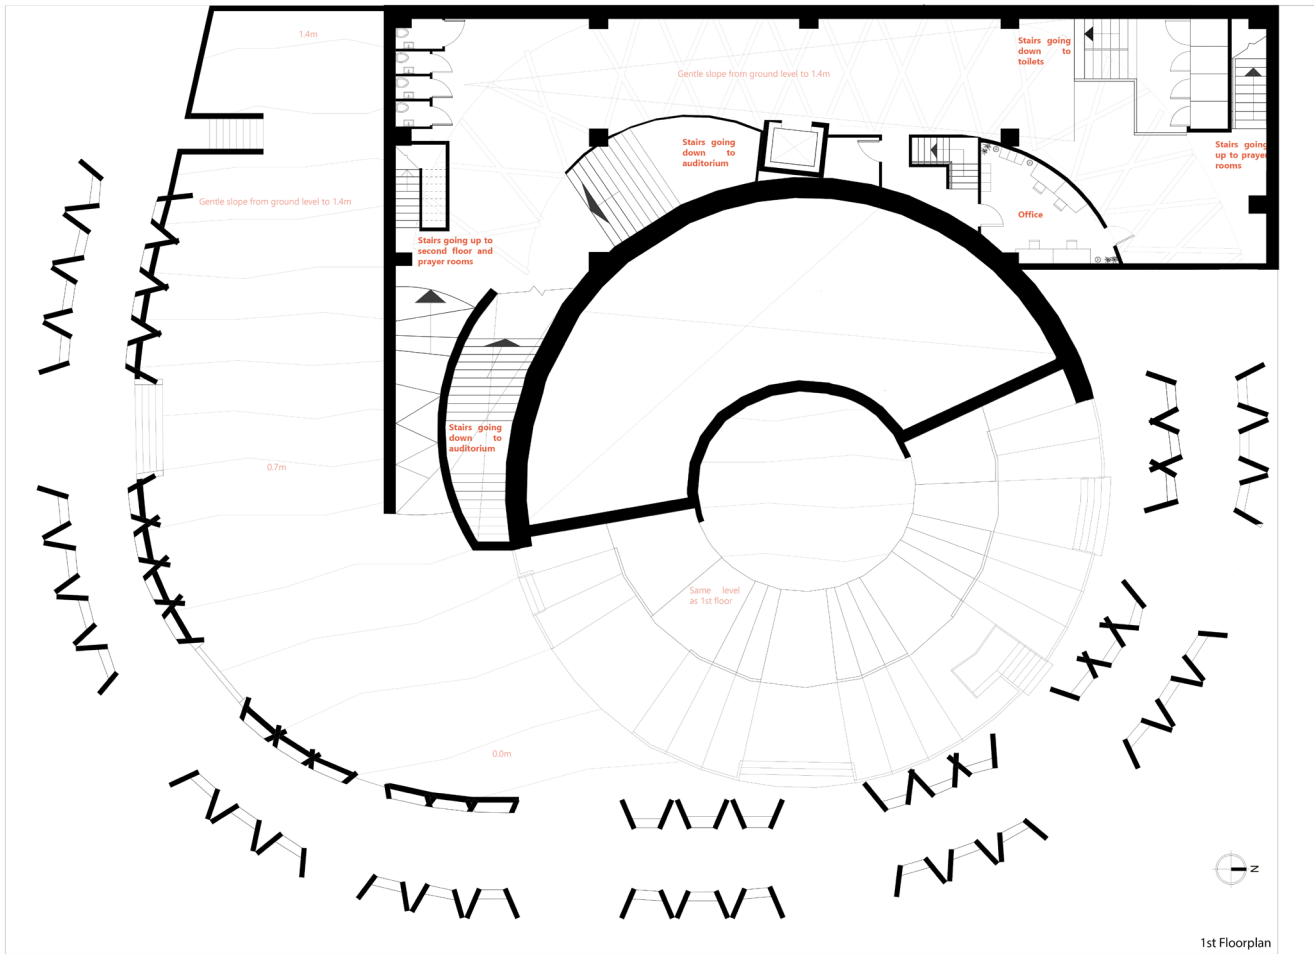 1.4m
Stairs going
down to
toilets
Gentle slope from ground level to 1.4m
Stairs going
down to
auditorium
Stairs going
up to prayer
rooms
Gentle slope from ground level to 1.4m
Office
Stairs going up to
second floor and
prayer rooms
Stairs going
down to
auditorium
0.7m
Same level
as 1st floor
0.0m
N
1st Floorplan